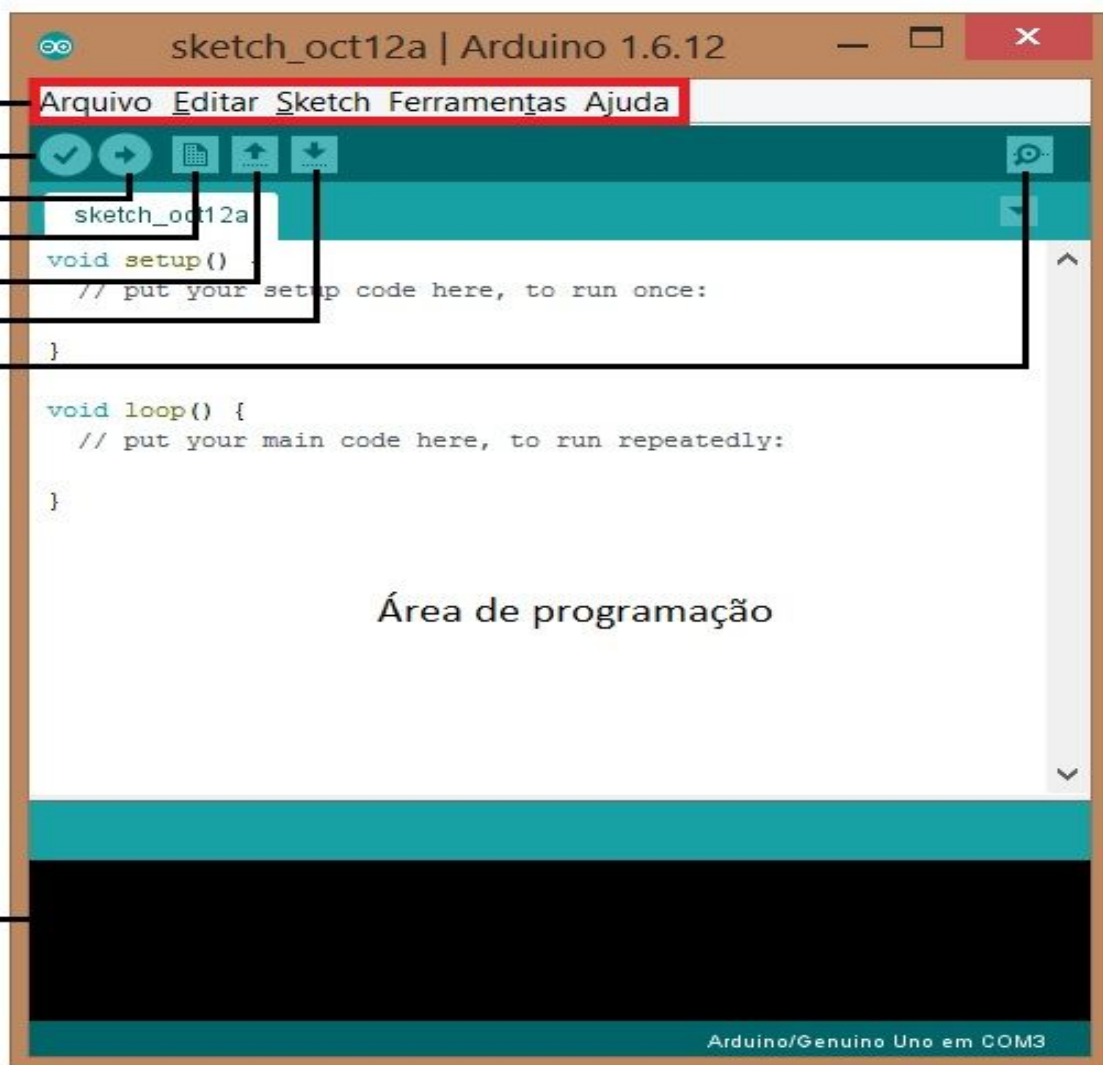 sketch_oct12a | Arduino 1.6.12
Arquivo Editar Sketch Ferramentas Ajuda
sketch_oct12a
void setup() {
// put your setup code here, to run once:
}
void loop() {
// put your main code here, to run repeatedly:
}
Área de programação
Arduino/Genuino Uno em COM3